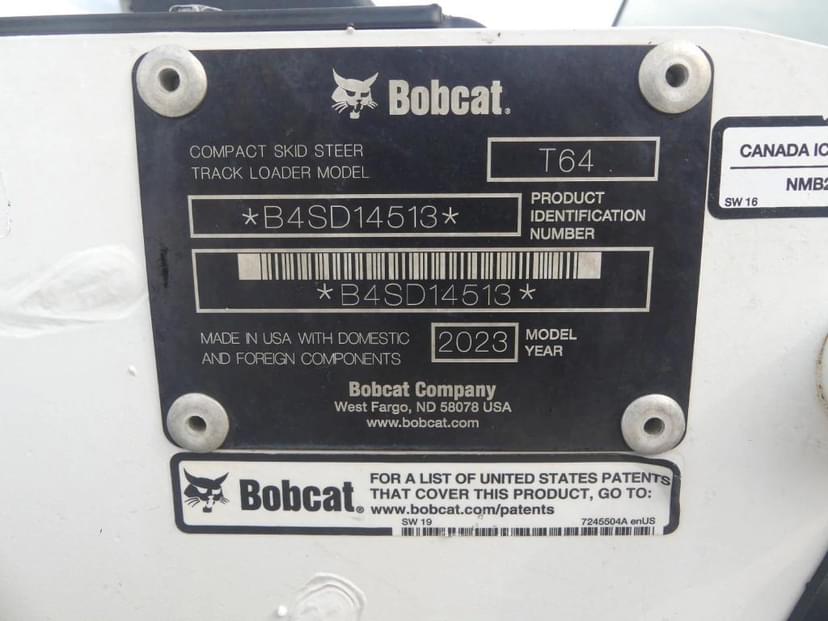 Bobcat.
COMPACT SKID STEER
TRACK LOADER MODEL
T64
*B4SD14513*
PRODUCT
IDENTIFICATION
NUMBER
*B4SD14513*
MADE IN USA WITH DOMESTIC
AND FOREIGN COMPONENTS
2023
MODEL
YEAR
Bobcat Company
West Fargo, ND 58078 USA
www.bobcat.com
CANADA IC
NMB2
SW 16
Bobcat.
FOR A LIST OF UNITED STATES PATENTS
THAT COVER THIS PRODUCT, GO TO:
www.bobcat.com/patents
SW 19
7245504A enUS